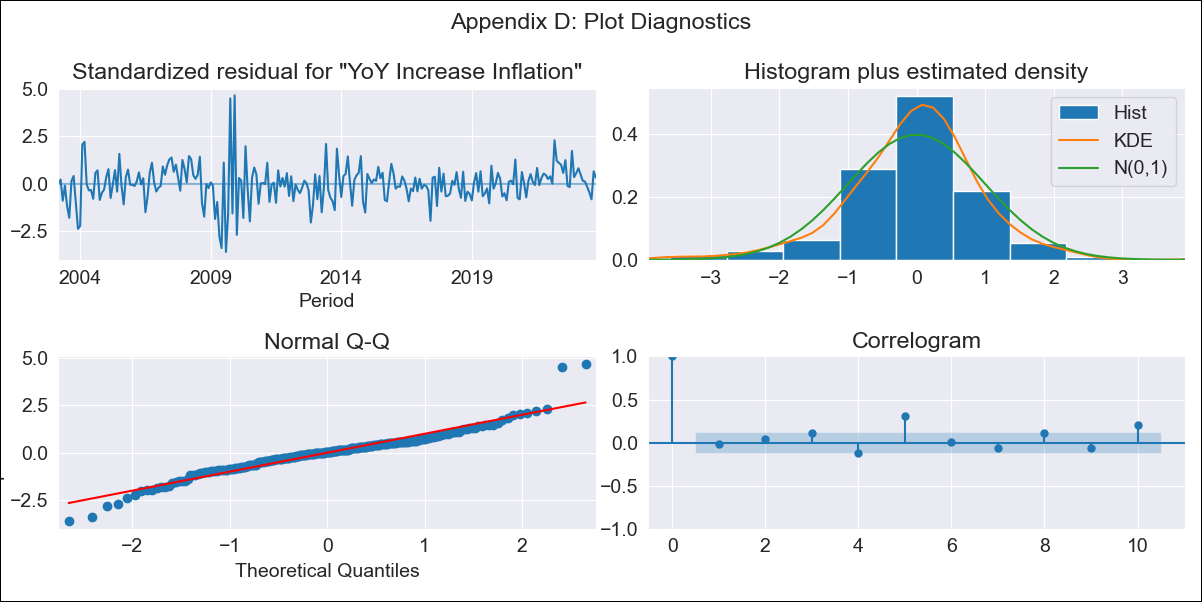 Appendix D: Plot Diagnostics
Standardized residual for "YoY Increase Inflation"
5.0
2.5
0.0
−2.5
2004 2009 2014 2019
Period
Histogram plus estimated density
Hist
KDE
N(0,1)
0.4
0.2
0.0
−3 −2 −1 0 1 2 3
Normal Q-Q
5.0
2.5
0.0
−2.5
−2 −1 0 1 2
Theoretical Quantiles
Correlogram
1.0
0.5
0.0
−0.5
−1.0
0 2 4 6 8 10